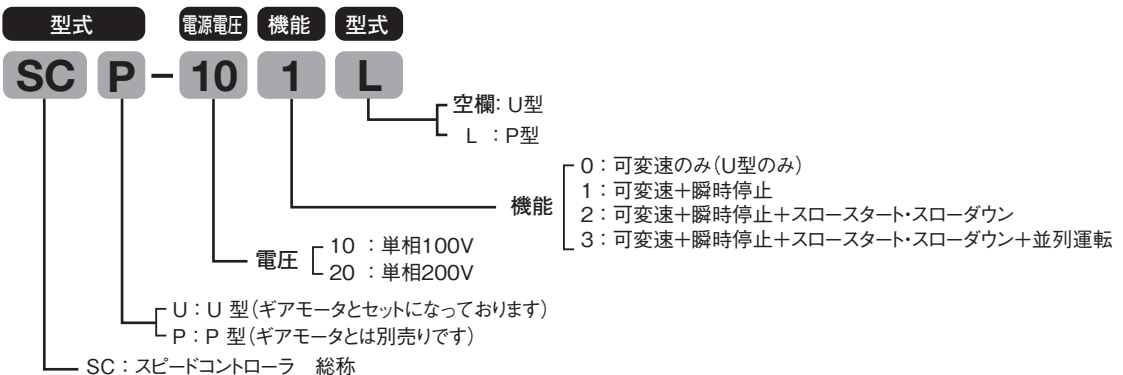 型式 電源電圧 機能 型式
SC P - 10 1 L
空欄: U型
L : P型
機能
0:可変速のみ(U型のみ)
1:可変速+瞬時停止
2:可変速+瞬時停止+スロースタート・スローダウン
3:可変速+瞬時停止+スロースタート・スローダウン+並列運転
電圧
10 :単相100V
20 :単相200V
U:U 型(ギアモータとセットになっております)
P:P 型(ギアモータとは別売りです)
SC:スピードコントローラ 総称